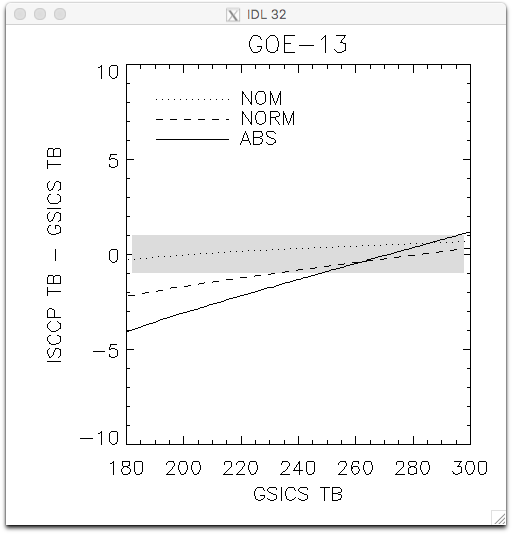 IDL 32
GOE-13
NOM
NORM
ABS
10
5
0
-5
-10
ISCCP TB - GSICS TB
180 200 220 240 260 280 300
GSICS TB